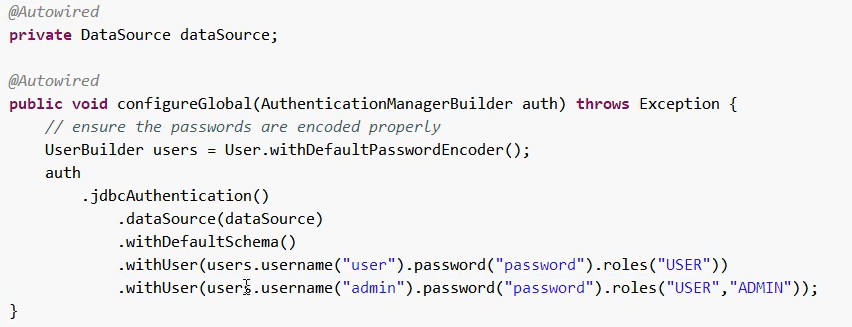 @Autowired
private DataSource dataSource;
@Autowired
public void configureGlobal(AuthenticationManagerBuilder auth) throws Exception {
    // ensure the passwords are encoded properly
    UserBuilder users = User.withDefaultPasswordEncoder();
    auth
        .jdbcAuthentication()
            .dataSource(dataSource)
            .withDefaultSchema()
            .withUser(users.username("user").password("password").roles("USER"))
            .withUser(users.username("admin").password("password").roles("USER","ADMIN"));
}